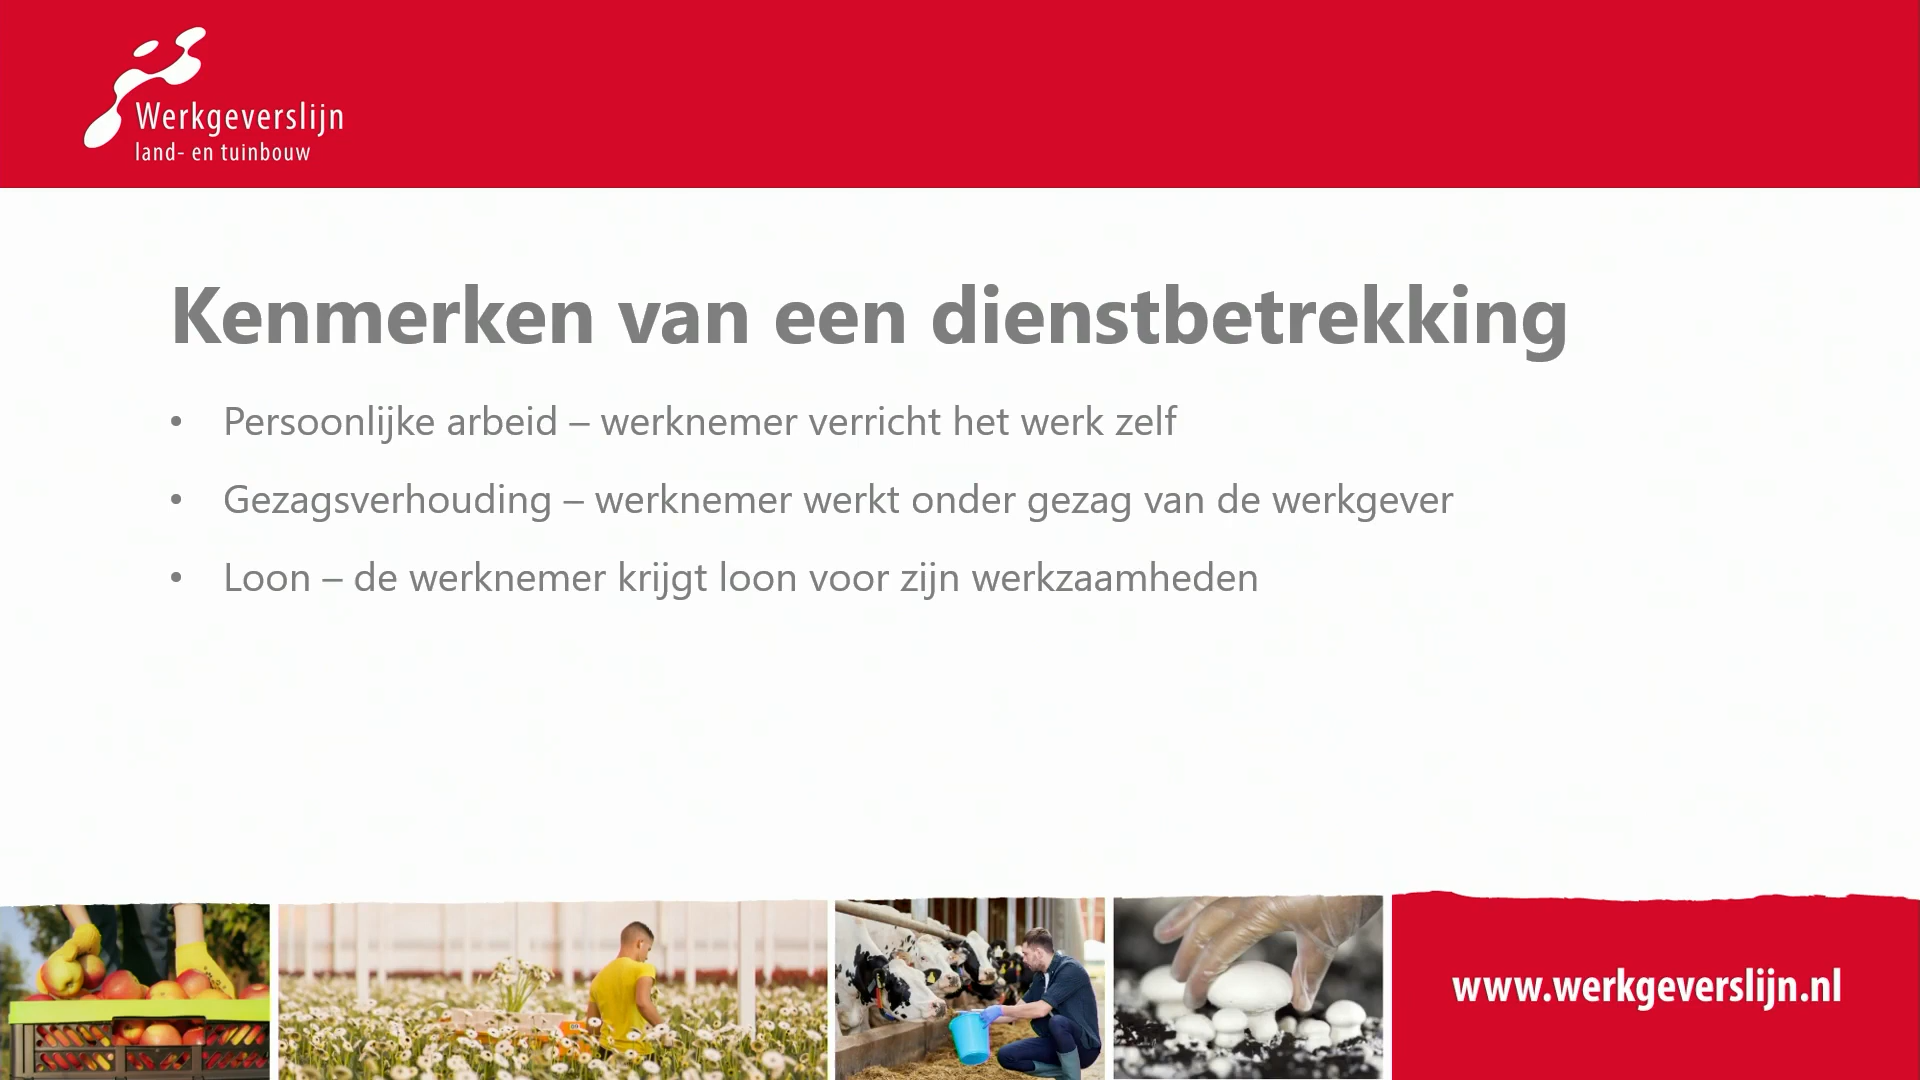 Werkgeverslijn
land- en tuinbouw
Kenmerken van een dienstbetrekking
• Persoonlijke arbeid – werknemer verricht het werk zelf
• Gezagsverhouding – werknemer werkt onder gezag van de werkgever
• Loon – de werknemer krijgt loon voor zijn werkzaamheden
www.werkgeverslijn.nl